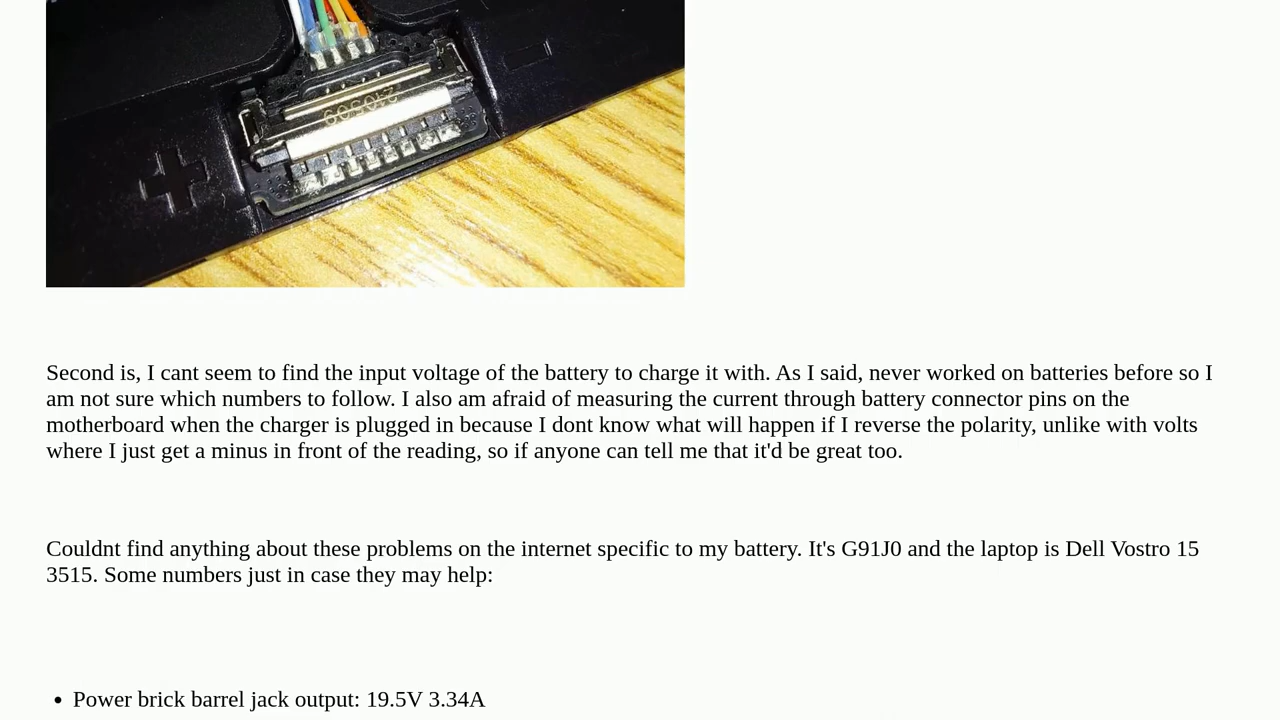 210509
Second is, I cant seem to find the input voltage of the battery to charge it with. As I said, never worked on batteries before so I
am not sure which numbers to follow. I also am afraid of measuring the current through battery connector pins on the
motherboard when the charger is plugged in because I dont know what will happen if I reverse the polarity, unlike with volts
where I just get a minus in front of the reading, so if anyone can tell me that it'd be great too.
Couldnt find anything about these problems on the internet specific to my battery. It's G91J0 and the laptop is Dell Vostro 15
3515. Some numbers just in case they may help:
• Power brick barrel jack output: 19.5V 3.34A